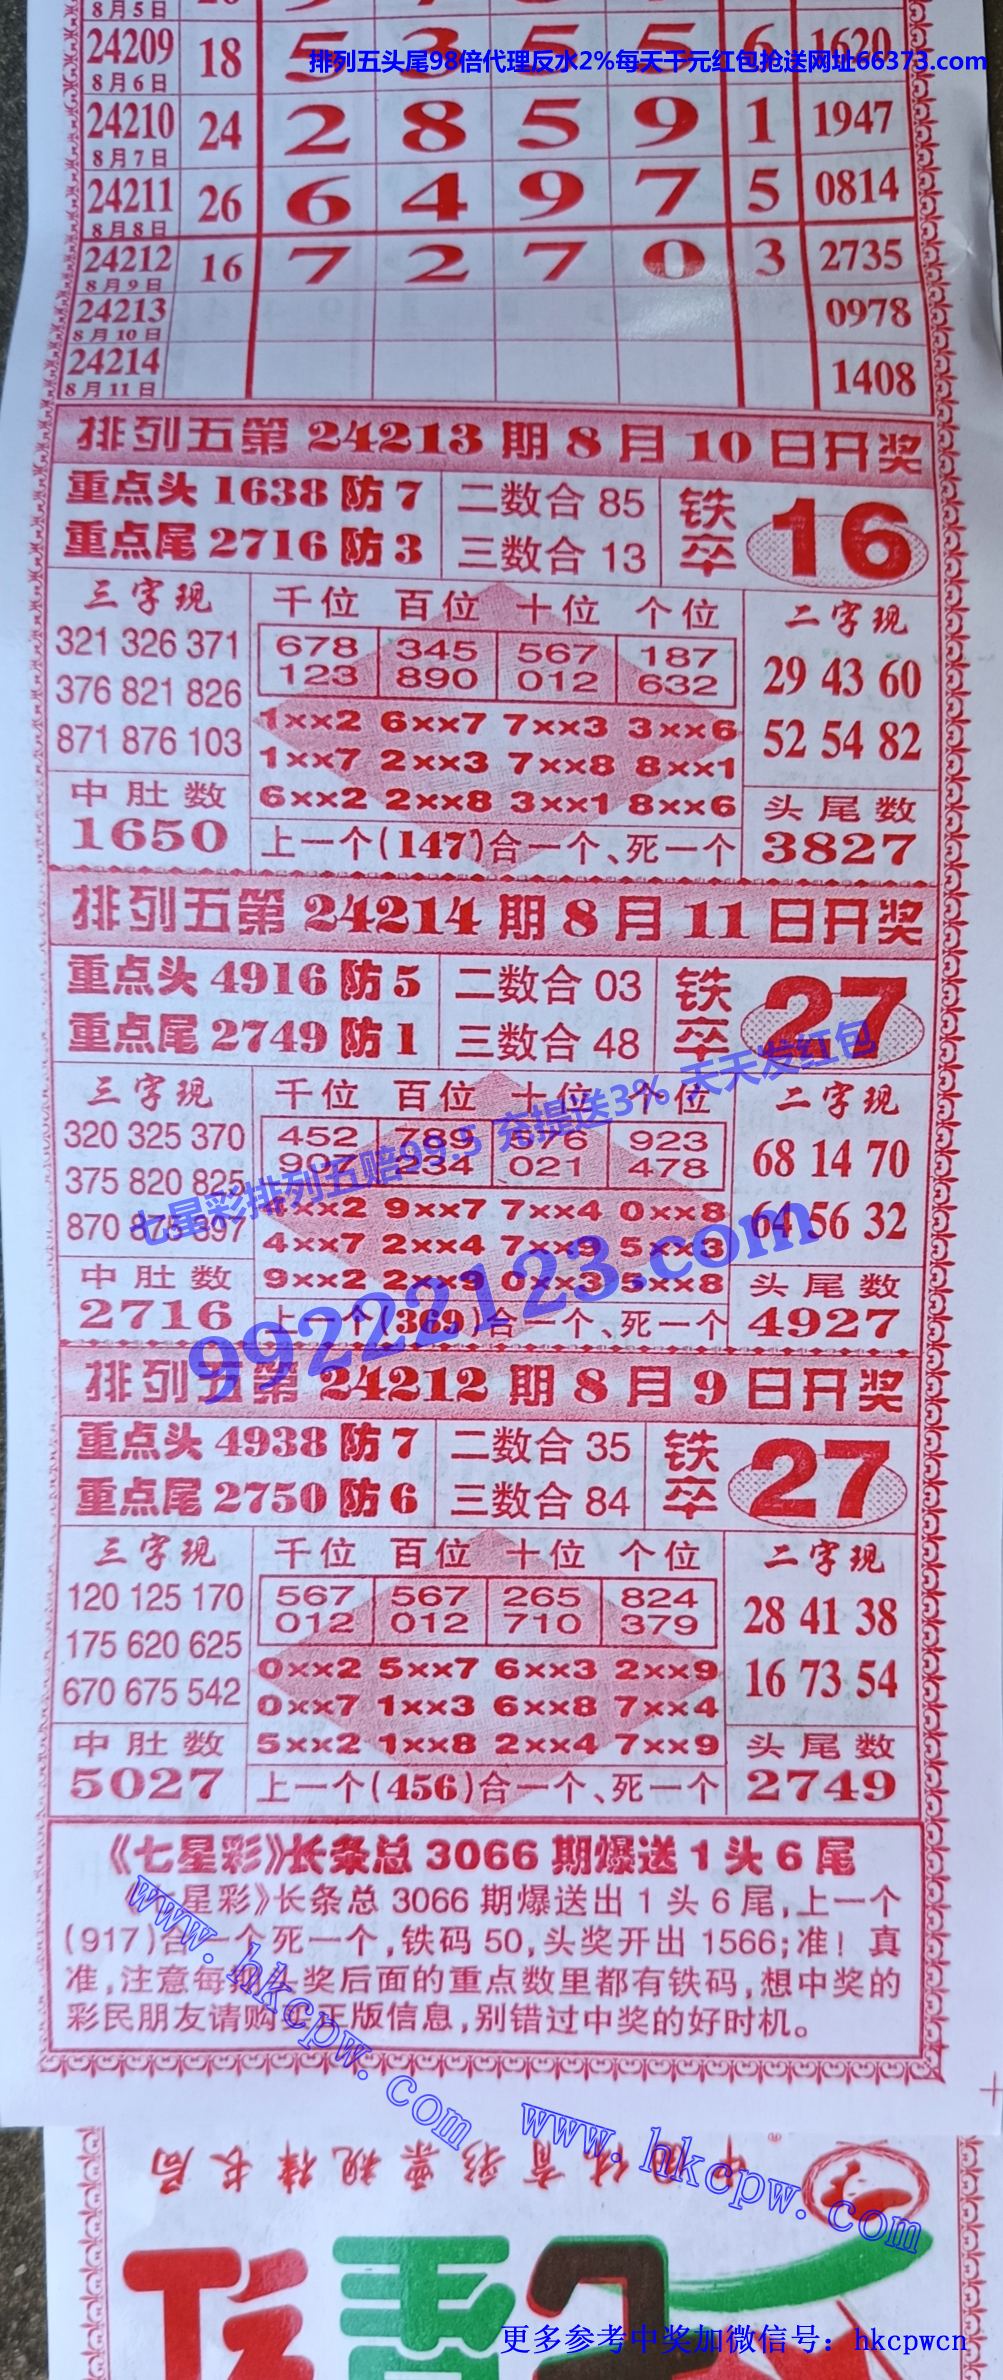 8月5日
24209 18 5 3 5 5 6 1620
8月6日
排列五头尾98倍代理反水2%每天千元红包抢送网址66373.com
24210 24 2 8 5 9 1 1947
8月7日
24211 26 6 4 9 7 5 0814
8月8日
24212 16 7 2 7 0 3 2735
8月9日
24213 0978
8月10日
24214 1408
8月11日
排列五第24213期8月10日开奖
重点头1638防7 二数合85 铁卒 16
重点尾2716防3 三数合13
三字现 千位 百位 十位 个位 二字现
321 326 371 678 345 567 187 29 43 60
376 821 826 123 890 012 632
871 876 103 1××2 6××7 7××3 3××6 52 54 82
1××7 2××3 7××8 8××1
中肚数 6××2 2××8 3××1 8××6 头尾数
1650 上一个(147)合一个、死一个 3827
排列五第24214期8月11日开奖
重点头4916防5 二数合03 铁卒 27
重点尾2749防1 三数合48
三字现 千位 百位 十位 个位 二字现
320 325 370 452 789 576 923 68 14 70
375 820 825 907 234 021 478
870 875 897 4××2 9××7 7××4 0××8 64 56 32
4××7 2××4 7××9 5××3
中肚数 9××2 2××9 0××3 5××8 头尾数
2716 上一个(369)合一个、死一个 4927
七星彩排列五赔99.5 充提送3% 天天发红包
99222123.com
排列五第24212期8月9日开奖
重点头4938防7 二数合35 铁卒 27
重点尾2750防6 三数合84
三字现 千位 百位 十位 个位 二字现
120 125 170 567 567 265 824 28 41 38
175 620 625 012 012 710 379
670 675 542 0××2 5××7 6××3 2××9 16 73 54
0××7 1××3 6××8 7××4
中肚数 5××2 1××8 2××4 7××9 头尾数
5027 上一个(456)合一个、死一个 2749
《七星彩》长条总3066期爆送1头6尾
《七星彩》长条总3066期爆送出1头6尾,上一个
(917)合一个死一个,铁码50,头奖开出1566;准!真
准,注意每期头奖后面的重点数里都有铁码,想中奖的
彩民朋友请购买正版信息,别错过中奖的好时机。
www.hkcpw.com
www.hkcpw.com
更多参考中奖加微信号：hkcpwcn